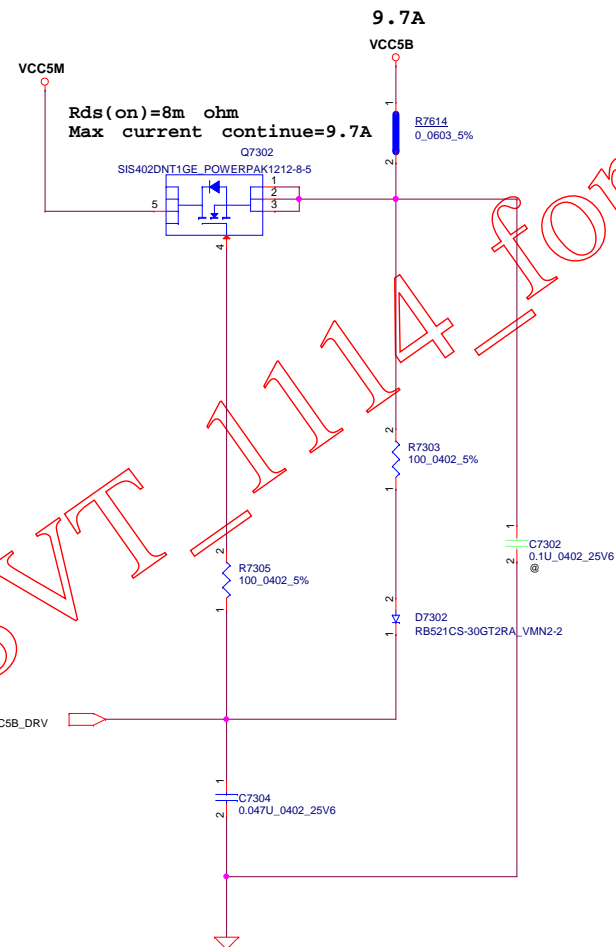 9.7A
VCC5B
VCC5M
Rds(on)=8m ohm
Max current continue=9.7A
Q7302
SIS402DNT1GE_POWERPAK1212-8-5
1
R7614
0_0603_5%
2
5
1
2
3
4
2
R7303
100_0402_5%
1
2
R7305
100_0402_5%
1
1
C7302
0.1U_0402_25V6
2
@
2
D7302
RB521CS-30GT2RA_VMN2-2
1
C5B_DRV
1
C7304
0.047U_0402_25V6
2
SVT_1114_for